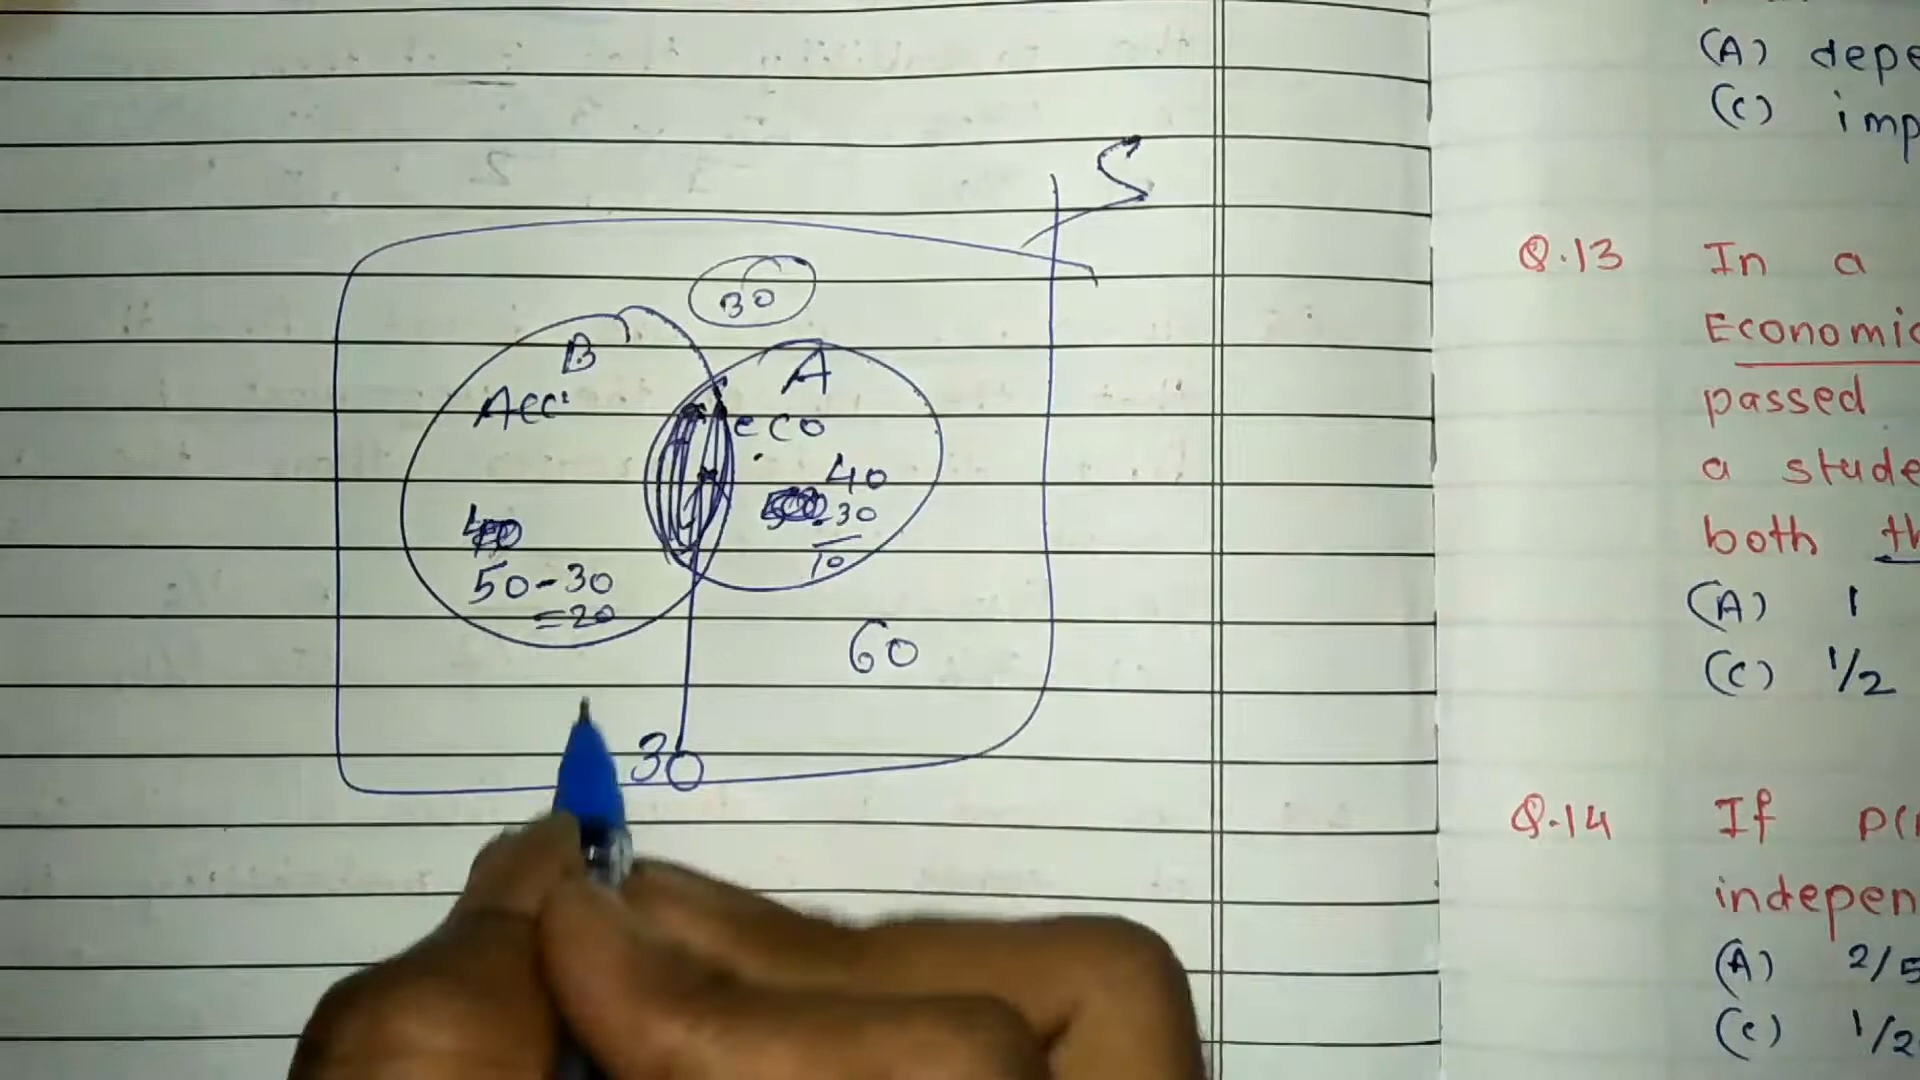 S
30
B
A
Acc.
eco
40
40
-30
10
50-30
=20
60
30
(A) depe
(C) imp
Q.13 In a
Economic
passed
a stude
both th
(A) 1
(C) 1/2
Q.14 If P(
indepen
(A) 2/5
(C) 1/2